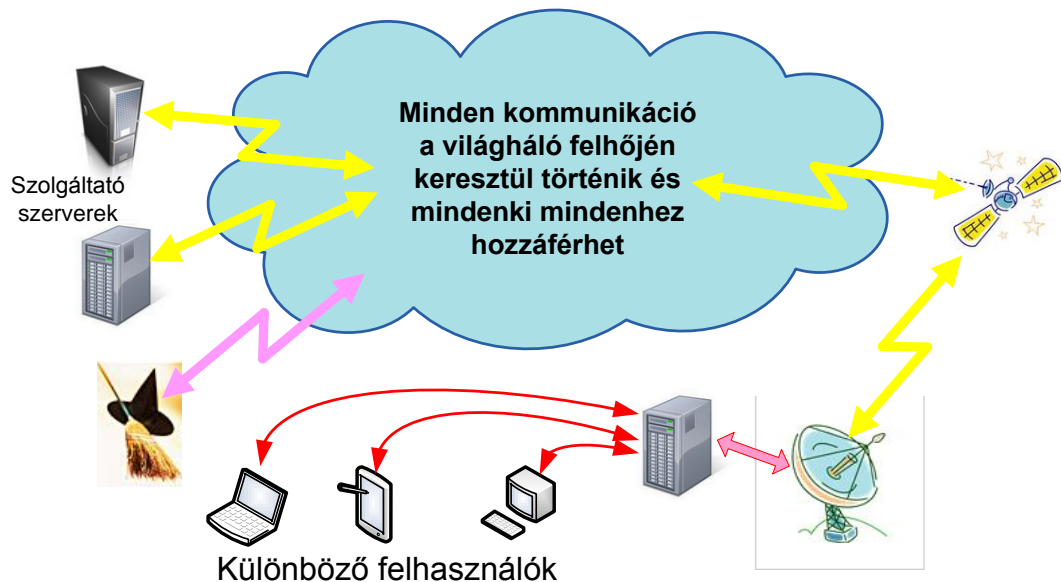 Minden kommunikáció
a világháló felhőjén
keresztül történik és
mindenki mindenhez
hozzáférhet
Szolgáltató
szerverek
Különböző felhasználók